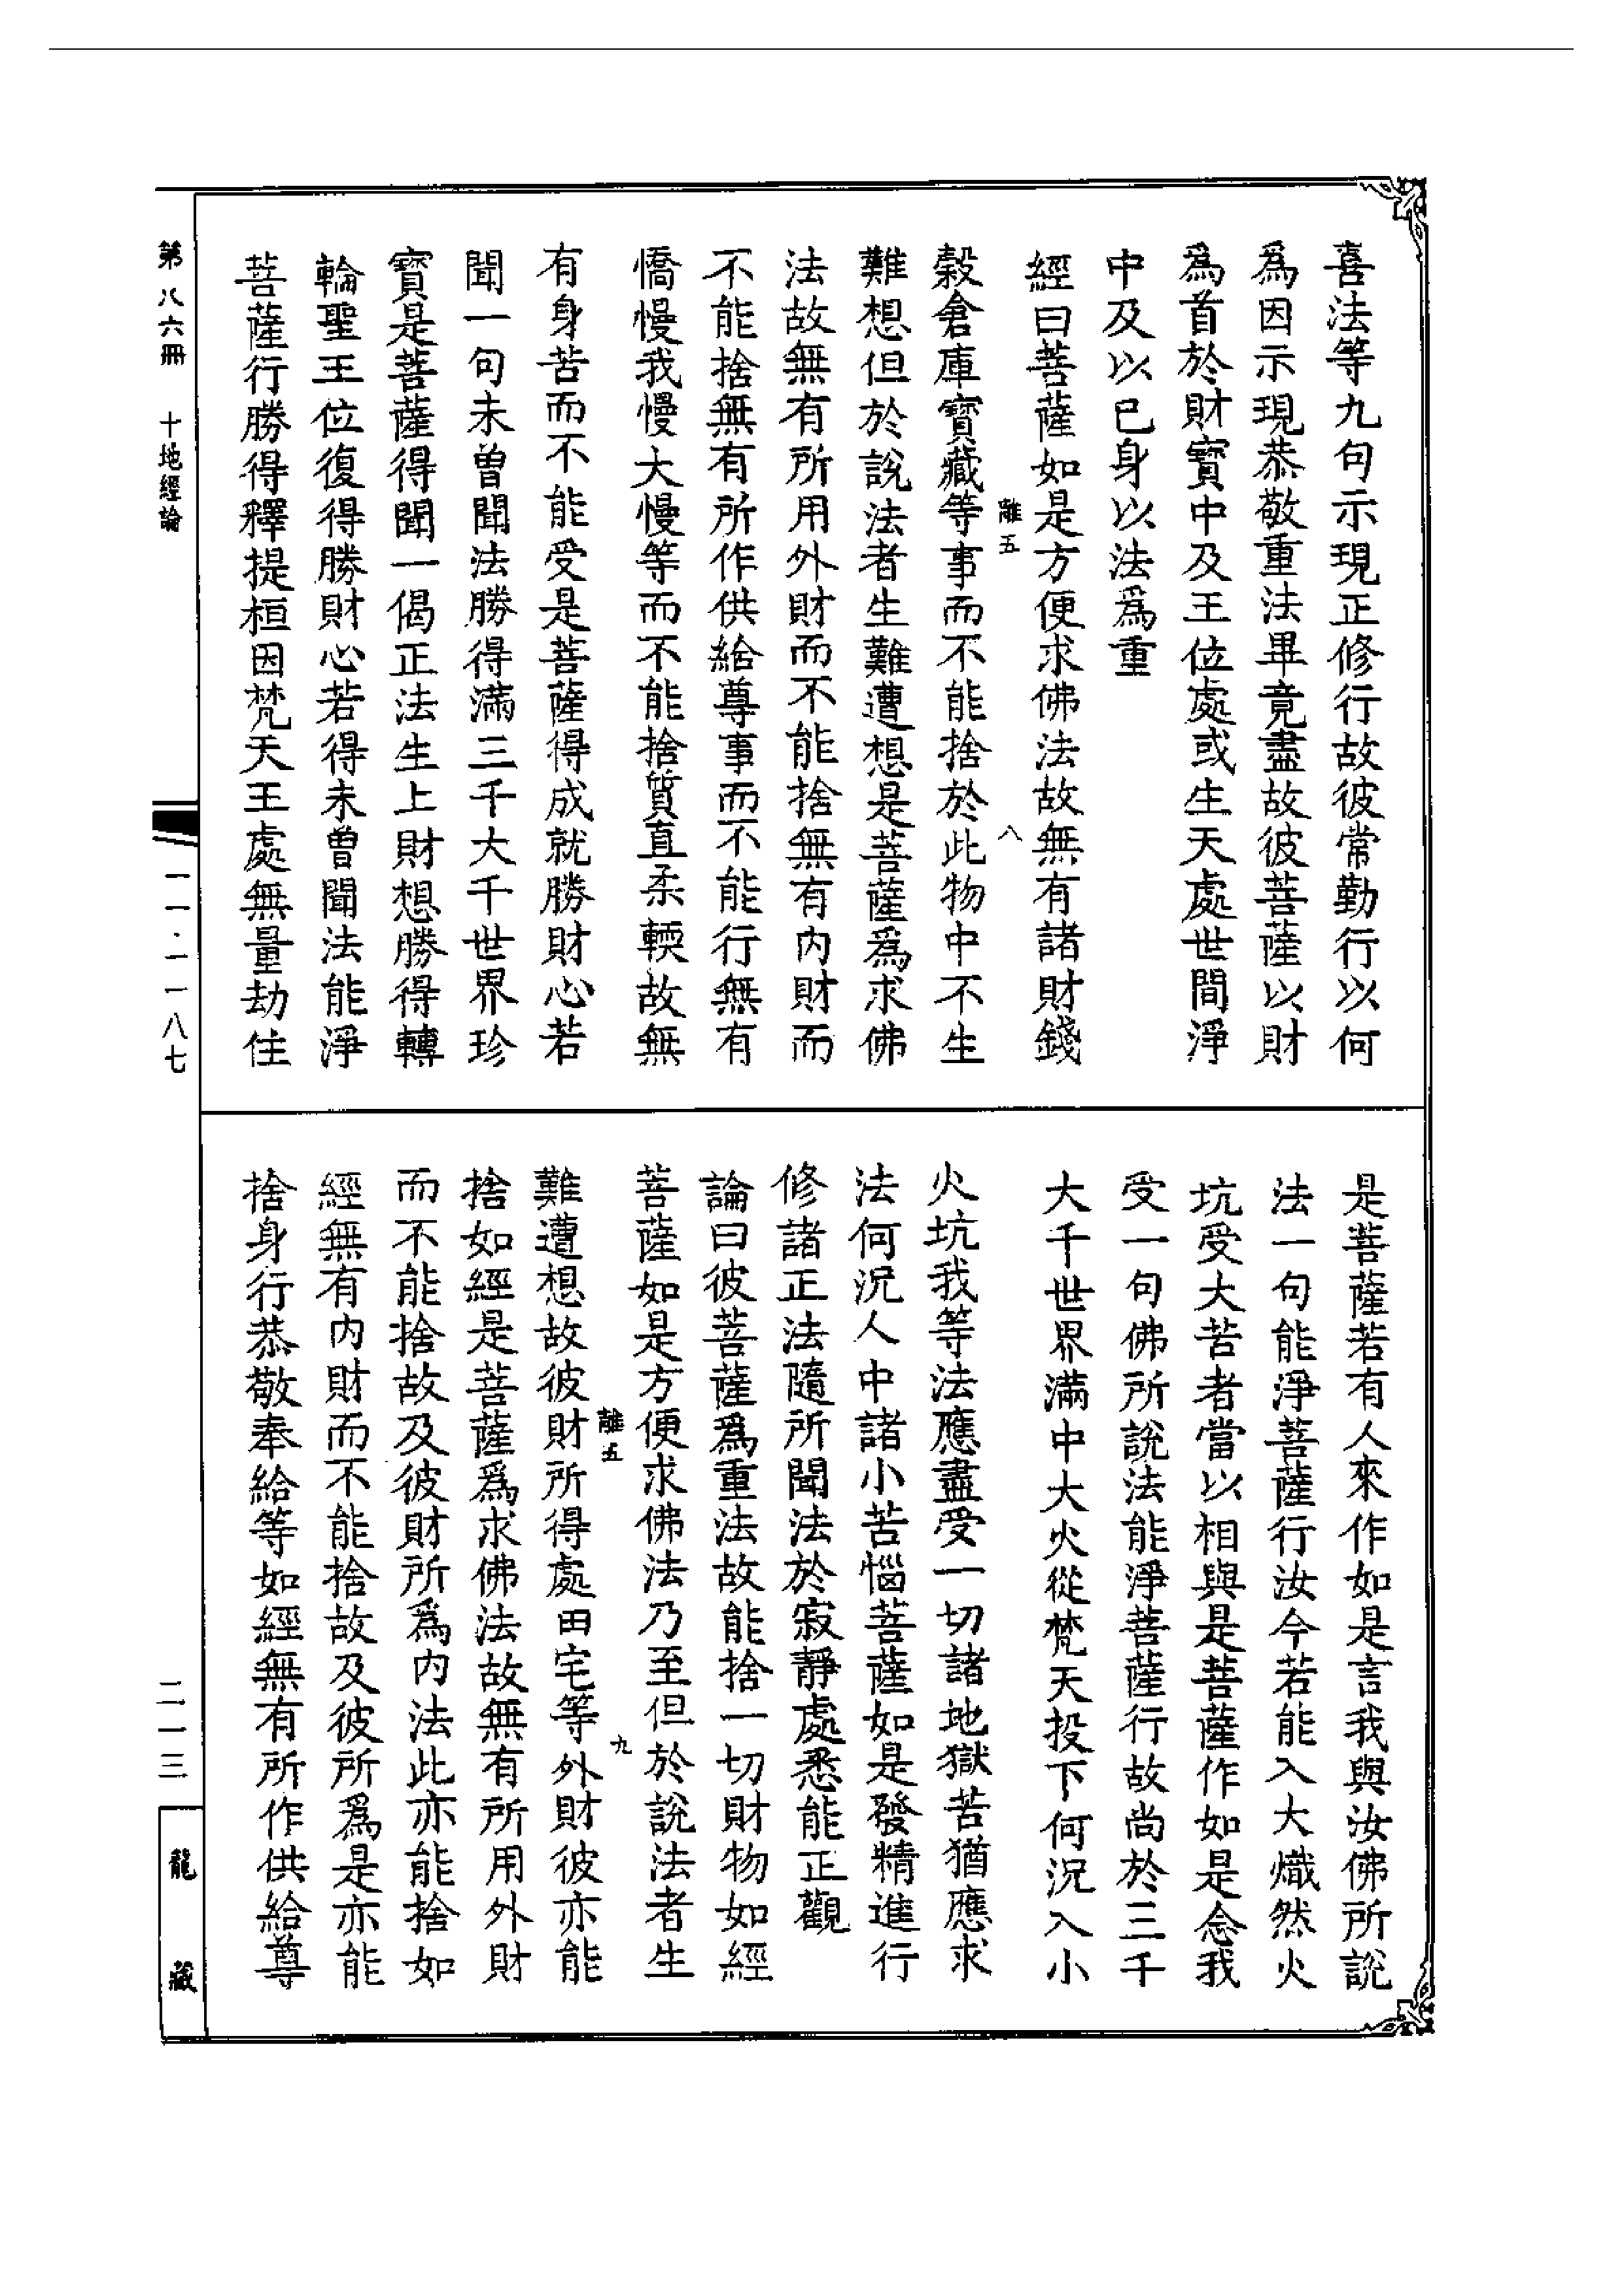 喜法等九句示現正修行故彼常勤行以何
為因示現恭敬重法畢竟盡故彼菩薩以財
為首於財寶中及王位處或生天處世間淨
中及以已身以法爲重
經曰菩薩如是方便求佛法故無有諸財錢
離五
八
穀倉庫寶藏等事而不能捨於此物中不生
難想但於說法者生難遭想是菩薩爲求佛
法故無有所用外財而不能捨無有內財而
不能捨無有所作供給尊事而不能行無有
憍慢我慢大慢等而不能捨質直柔輭故無
有身苦而不能受是菩薩得成就勝財心若
聞一句未曾聞法勝得滿三千大千世界珍
寶是菩薩得聞一偈正法生上財想勝得轉
輪聖王位復得勝財心若得未曾聞法能淨
菩薩行勝得釋提桓因梵天王處無量劫住
是菩薩若有人來作如是言我與汝佛所說
法一句能淨菩薩行汝今若能入大熾然火
坑受大苦者當以相與是菩薩作如是念我
受一句佛所說法能淨菩薩行故尚於三千
大千世界滿中大火從梵天投下何況入小
火坑我等法應盡受一切諸地獄苦猶應求
法何況人中諸小苦惱菩薩如是發精進行
修諸正法隨所聞法於寂靜處悉能正觀
論曰彼菩薩爲重法故能捨一切財物如經
菩薩如是方便求佛法乃至但於說法者生
離五
九
難遭想故彼財所得處田宅等外財彼亦能
捨如經是菩薩爲求佛法故無有所用外財
而不能捨故及彼財所爲內法此亦能捨如
經無有內財而不能捨故及彼所爲是亦能
捨身行恭敬奉給等如經無有所作供給尊
第八六冊 十地經論
一一·一一八七
二一三
龍藏